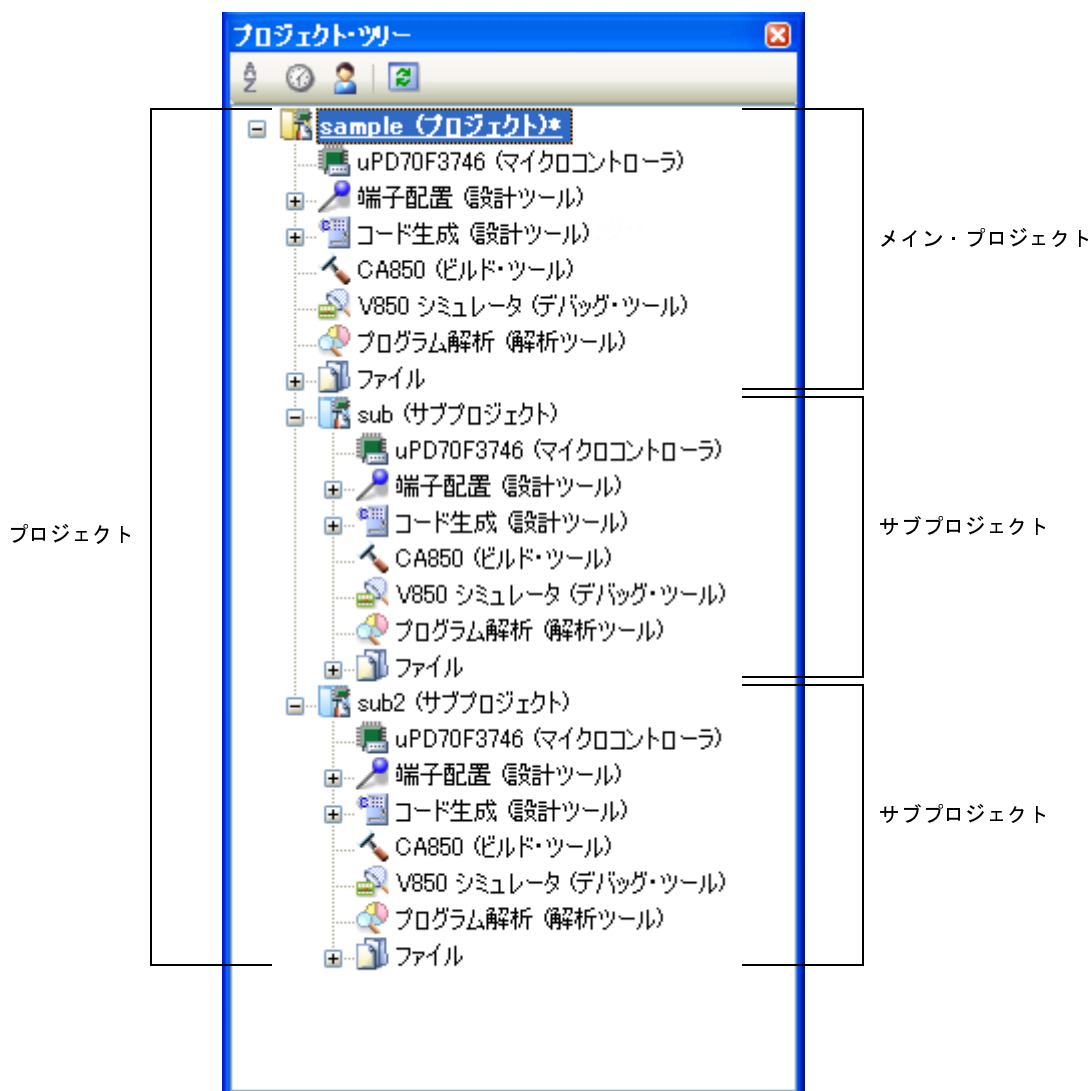 プロジェクト・ツリー
sample (プロジェクト)*
uPD70F3746 (マイクロコントローラ)
端子配置 (設計ツール)
コード生成 (設計ツール)
CA850 (ビルド・ツール)
V850 シミュレータ (デバッグ・ツール)
プログラム解析 (解析ツール)
ファイル
メイン・プロジェクト
sub (サブプロジェクト)
uPD70F3746 (マイクロコントローラ)
端子配置 (設計ツール)
コード生成 (設計ツール)
CA850 (ビルド・ツール)
V850 シミュレータ (デバッグ・ツール)
プログラム解析 (解析ツール)
ファイル
プロジェクト
サブプロジェクト
sub2 (サブプロジェクト)
uPD70F3746 (マイクロコントローラ)
端子配置 (設計ツール)
コード生成 (設計ツール)
CA850 (ビルド・ツール)
V850 シミュレータ (デバッグ・ツール)
プログラム解析 (解析ツール)
ファイル
サブプロジェクト